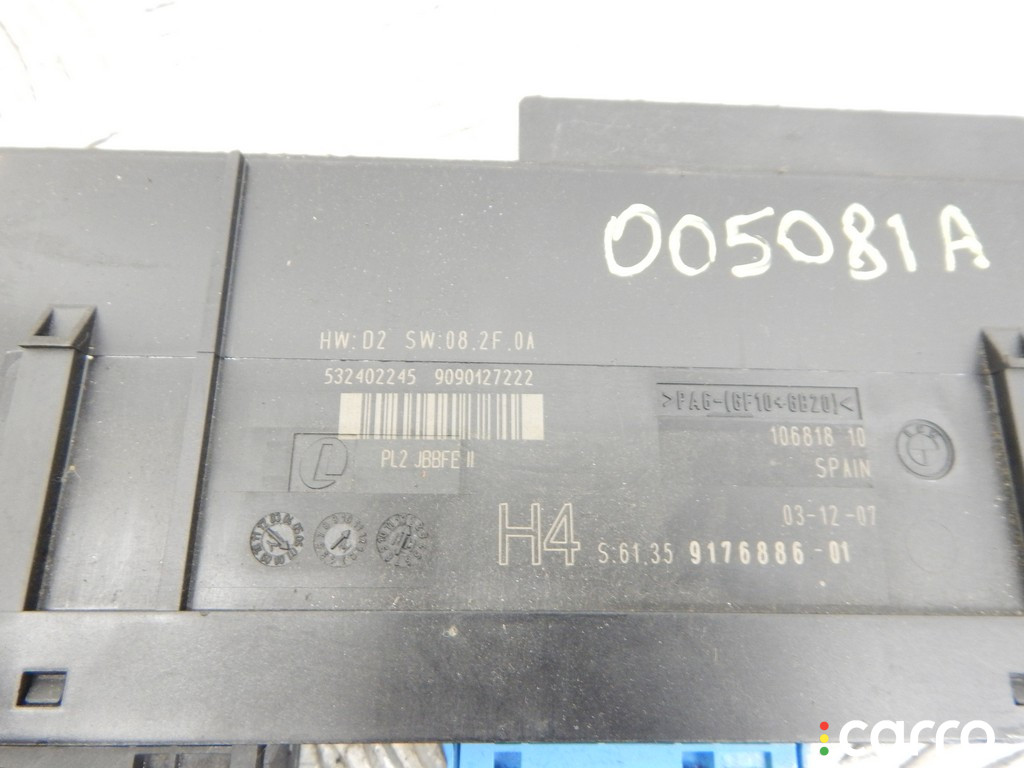 005081A
HW:D2 SW:08.2F.0A
532402245 9090127222
>PA6-(GF10+GB20)<
106818 10
PL2 JBBFE II
SPAIN
03-12-07
H4 S:61.35 9176886-01
carro